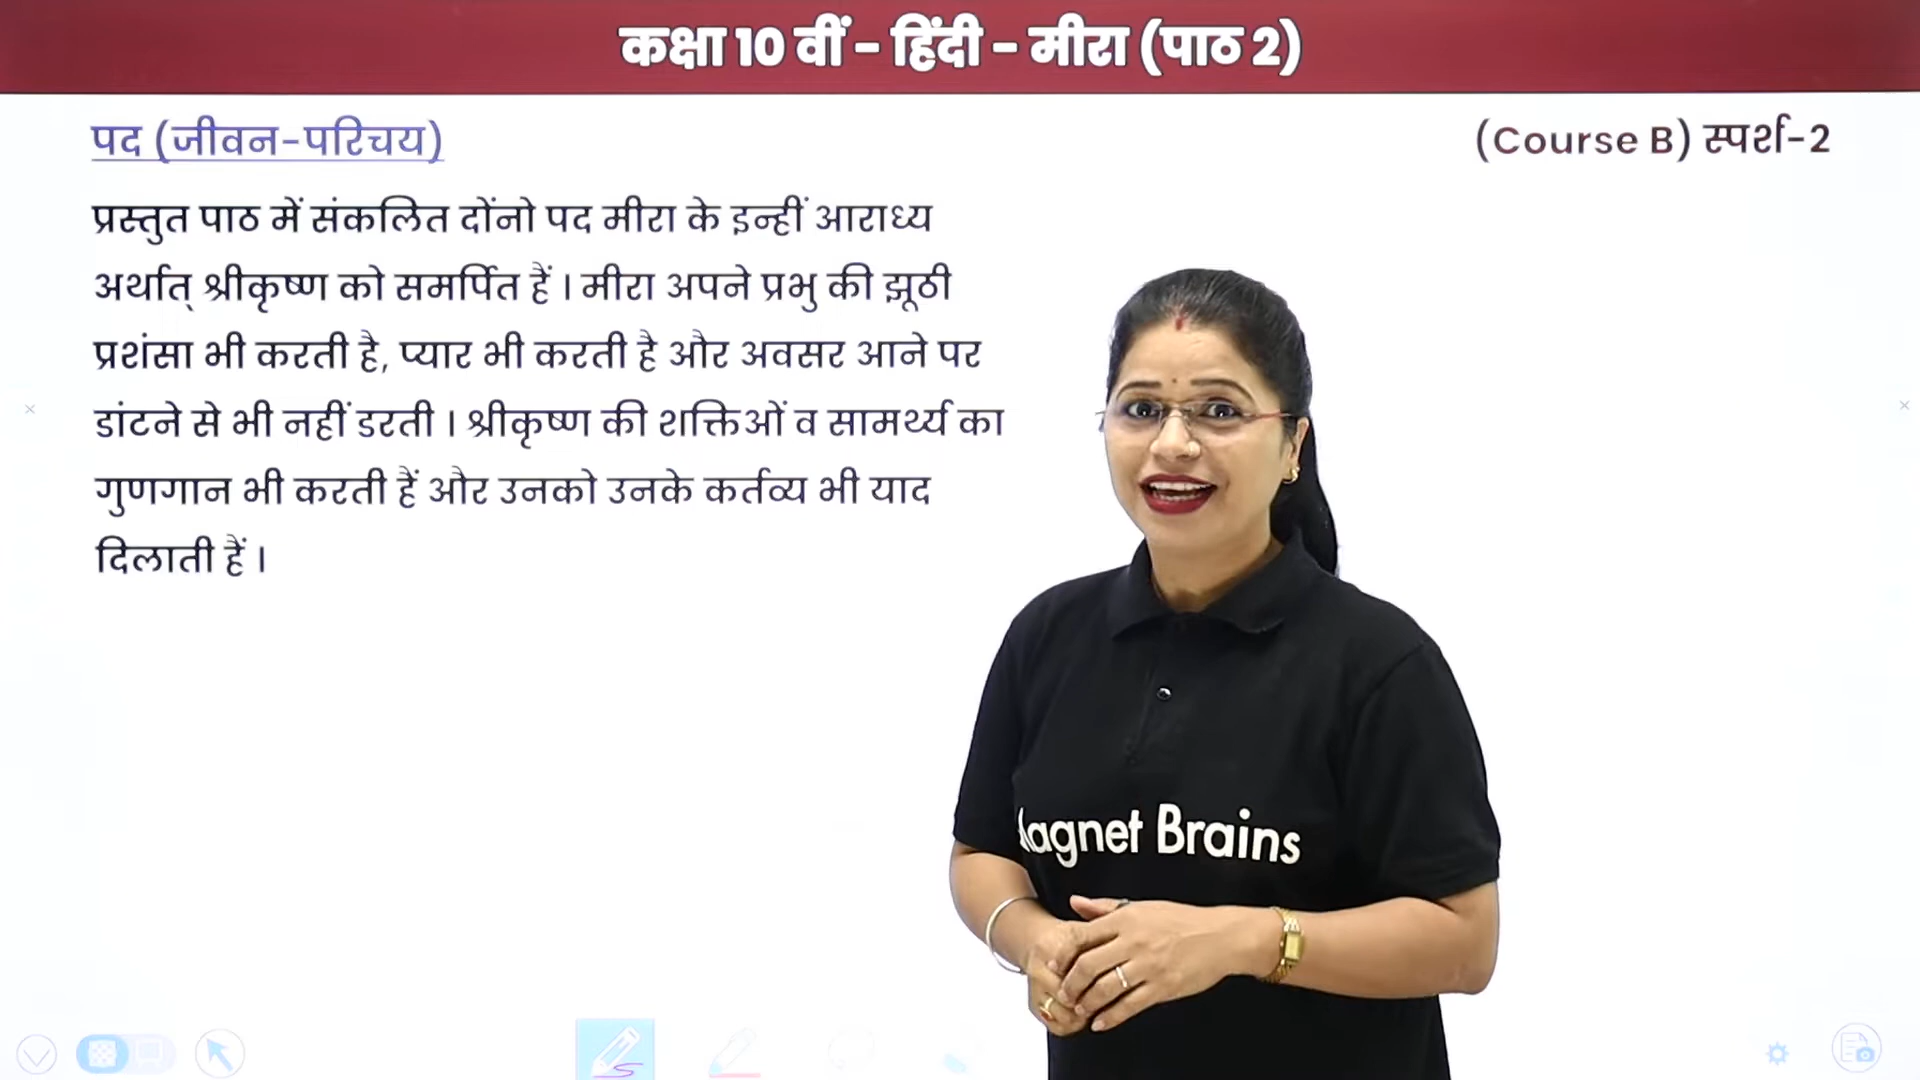 कक्षा 10 वीं - हिंदी - मीरा (पाठ 2)
पद (जीवन-परिचय)
(Course B) स्पर्श-2
प्रस्तुत पाठ में संकलित दोंनो पद मीरा के इन्हीं आराध्य
अर्थात् श्रीकृष्ण को समर्पित हैं । मीरा अपने प्रभु की झूठी
प्रशंसा भी करती है, प्यार भी करती है और अवसर आने पर
डांटने से भी नहीं डरती । श्रीकृष्ण की शक्तिओं व सामर्थ्य का
गुणगान भी करती हैं और उनको उनके कर्तव्य भी याद
दिलाती हैं ।
agnet Brains